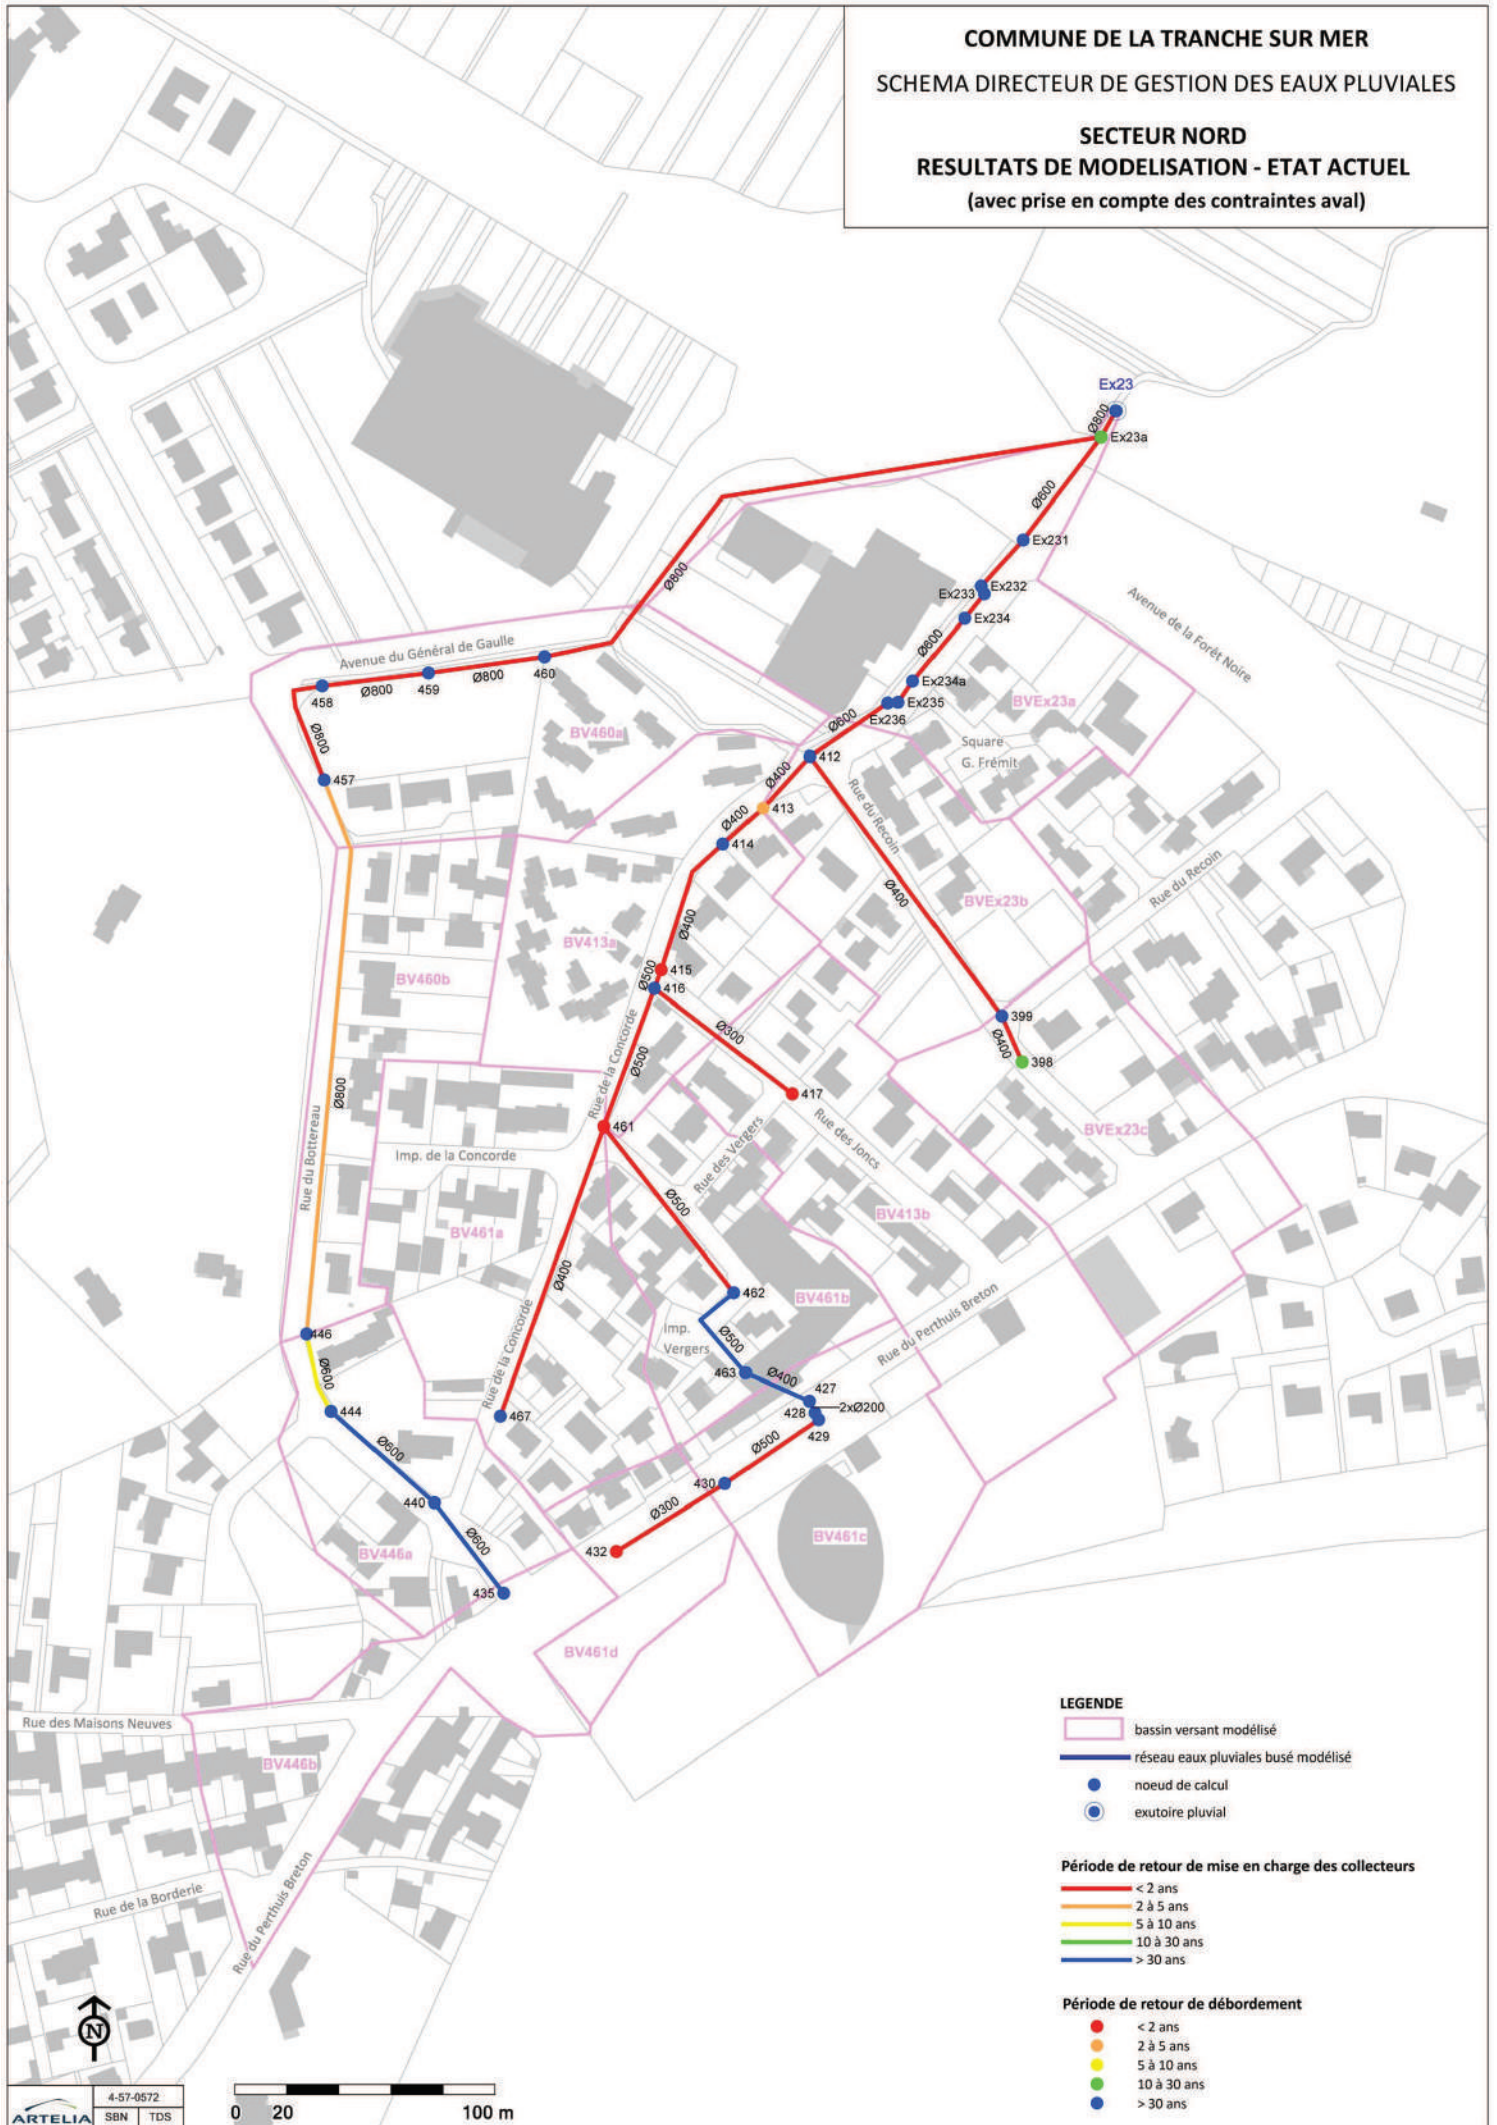 COMMUNE DE LA TRANCHE SUR MER
SCHEMA DIRECTEUR DE GESTION DES EAUX PLUVIALES
SECTEUR NORD
RESULTATS DE MODELISATION - ETAT ACTUEL
(avec prise en compte des contraintes aval)
Ex23
Ø800
Ex23a
Ø600
Ex231
Ø800
Ex232
Ex233
Avenue de la Forêt Noire
Ex234
Avenue du Général de Gaulle
Ø800
460
Ø800
459
Ø800
458
Ex234a
BVEx23a
Ex235
Ex236
Ø600
BV460a
Ø800
Square
G. Frémit
412
457
Ø400
413
Rue du Recoin
Ø400
414
Rue du Recoin
Ø400
BVEx23b
Ø400
BV413a
415
Ø500
416
BV460b
399
Ø300
Rue de la Concorde
Ø500
Ø400
398
Ø800
417
461
Rue du Bottereau
Imp. de la Concorde
Rue des Vergers
Rue des Joncs
BVEx23c
Ø500
BV461a
BV413b
Ø400
462
BV461b
446
Imp.
Vergers
Ø500
Rue du Perthuis Breton
Rue de la Concorde
Ø600
463
Ø400
427
444
467
428
2xØ200
429
Ø600
Ø500
430
440
Ø300
Ø600
432
BV461c
BV446a
435
BV461d
Rue des Maisons Neuves
BV446b
Rue du Perthuis Breton
Rue de la Borderie
LEGENDE
bassin versant modélisé
réseau eaux pluviales busé modélisé
noeud de calcul
exutoire pluvial
Période de retour de mise en charge des collecteurs
< 2 ans
2 à 5 ans
5 à 10 ans
10 à 30 ans
> 30 ans
Période de retour de débordement
< 2 ans
2 à 5 ans
5 à 10 ans
10 à 30 ans
> 30 ans
N
ARTELIA
4-57-0572
SBN
TDS
0
20
100 m